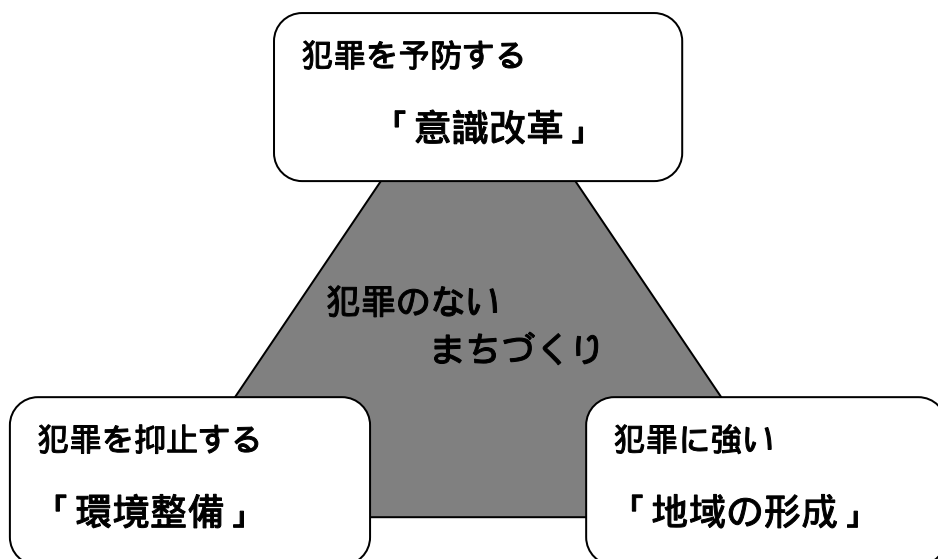 犯罪を予防する
「意識改革」
犯罪のない
まちづくり
犯罪を抑止する
「環境整備」
犯罪に強い
「地域の形成」